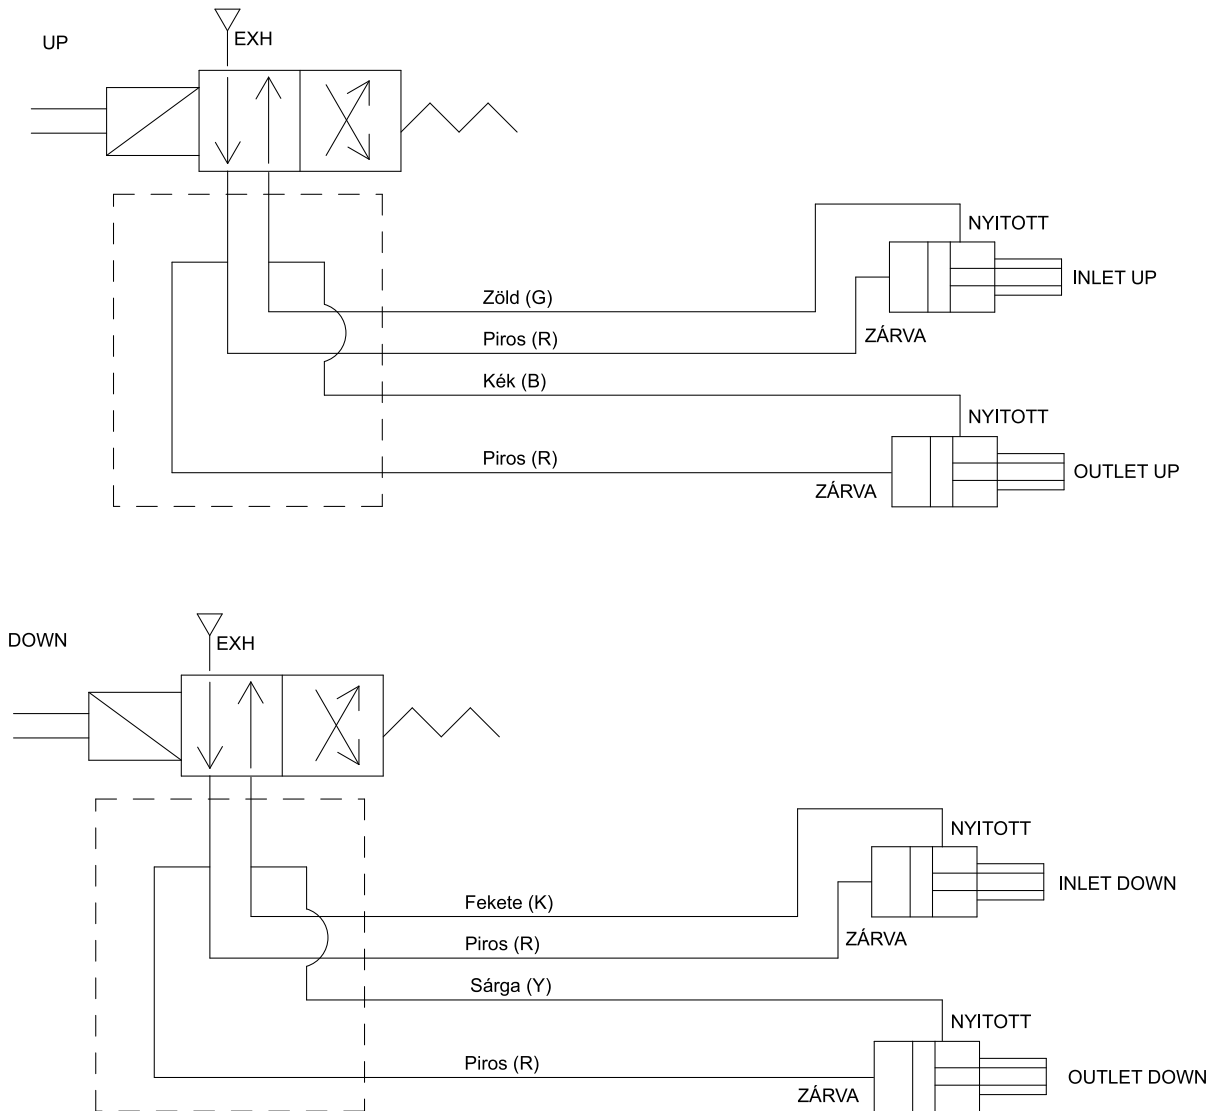 UP
EXH
NYITOTT
INLET UP
Zöld (G)
ZÁRVA
Piros (R)
Kék (B)
NYITOTT
Piros (R)
OUTLET UP
ZÁRVA
DOWN
EXH
NYITOTT
INLET DOWN
Fekete (K)
ZÁRVA
Piros (R)
Sárga (Y)
NYITOTT
Piros (R)
OUTLET DOWN
ZÁRVA